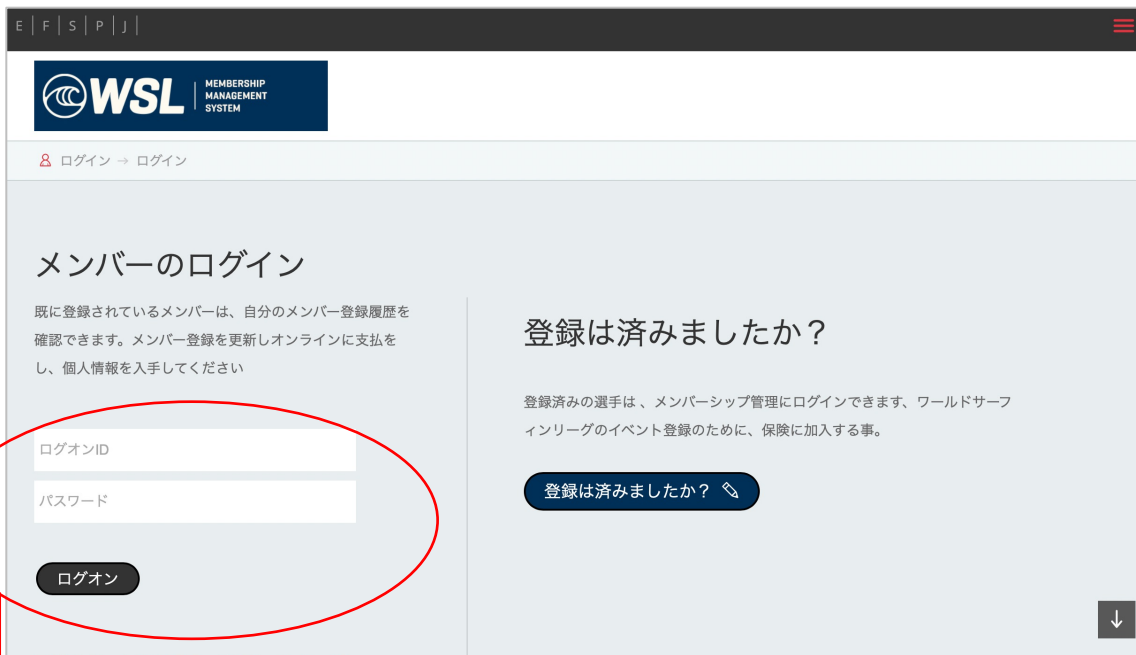 E | F | S | P | J |
WSL
MEMBERSHIP
MANAGEMENT
SYSTEM
ログイン → ログイン
メンバーのログイン
既に登録されているメンバーは、自分のメンバー登録履歴を
確認できます。メンバー登録を更新しオンラインに支払を
し、個人情報を入手してください
ログオンID
パスワード
ログオン
登録は済みましたか？
登録済みの選手は 、メンバーシップ管理にログインできます、ワールドサーフ
ィンリーグのイベント登録のために、保険に加入する事。
登録は済みましたか？